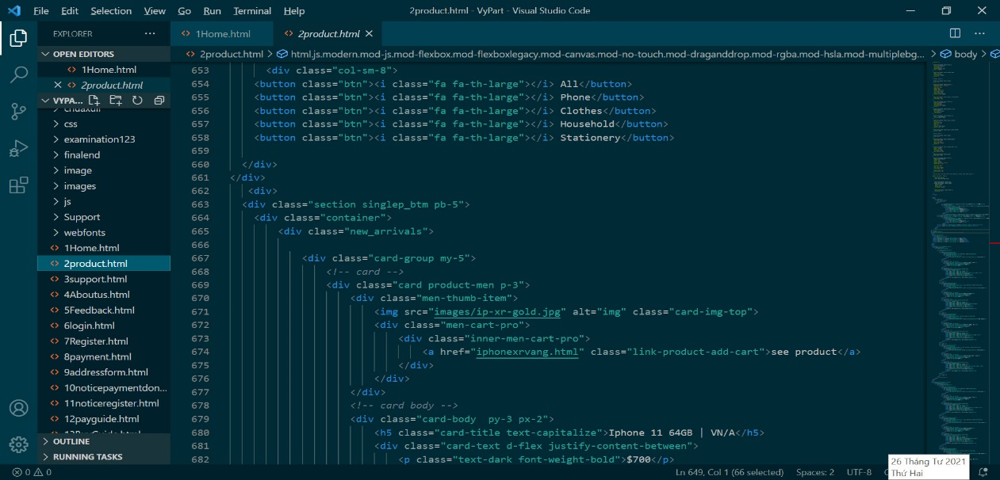 File Edit Selection View Go Run Terminal Help 2product.html - VyPart - Visual Studio Code
EXPLORER
1Home.html 2product.html
2product.html > html.js.modern.mod-js.mod-flexbox.mod-flexboxlegacy.mod-canvas.mod-no-touch.mod-draganddrop.mod-rgba.mod-hsla.mod-multiplebg... > body >
OPEN EDITORS
1Home.html
2product.html
VYPA...
css
examination123
finalend
image
images
js
Support
webfonts
1Home.html
2product.html
3support.html
4Aboutus.html
5Feedback.html
6login.html
7Register.html
8payment.html
9addressform.html
10noticepaymentdon...
11noticeregister.html
12payguide.html
OUTLINE
RUNNING TASKS
653 <div class="col-sm-8">
654 <button class="btn"><i class="fa fa-th-large"></i> All</button>
655 <button class="btn"><i class="fa fa-th-large"></i> Phone</button>
656 <button class="btn"><i class="fa fa-th-large"></i> Clothes</button>
657 <button class="btn"><i class="fa fa-th-large"></i> Household</button>
658 <button class="btn"><i class="fa fa-th-large"></i> Stationery</button>
659
660 </div>
661 </div>
662 <div>
663 <div class="section singlep_btm pb-5">
664 <div class="container">
665 <div class="new_arrivals">
666
667 <div class="card-group my-5">
668 <!-- card -->
669 <div class="card product-men p-3">
670 <div class="men-thumb-item">
671 <img src="images/ip-xr-gold.jpg" alt="img" class="card-img-top">
672 <div class="men-cart-pro">
673 <div class="inner-men-cart-pro">
674 <a href="iphonexrvang.html" class="link-product-add-cart">see product</a>
675 </div>
676 </div>
677 </div>
678 <!-- card body -->
679 <div class="card-body  py-3 px-2">
680 <h5 class="card-title text-capitalize">Iphone 11 64GB | VN/A</h5>
681 <div class="card-text d-flex justify-content-between">
682 <p class="text-dark font-weight-bold">$700</p>
0 0 Ln 649, Col 1 (66 selected) Spaces: 2 UTF-8
26 Tháng Tư 2021
Thứ Hai